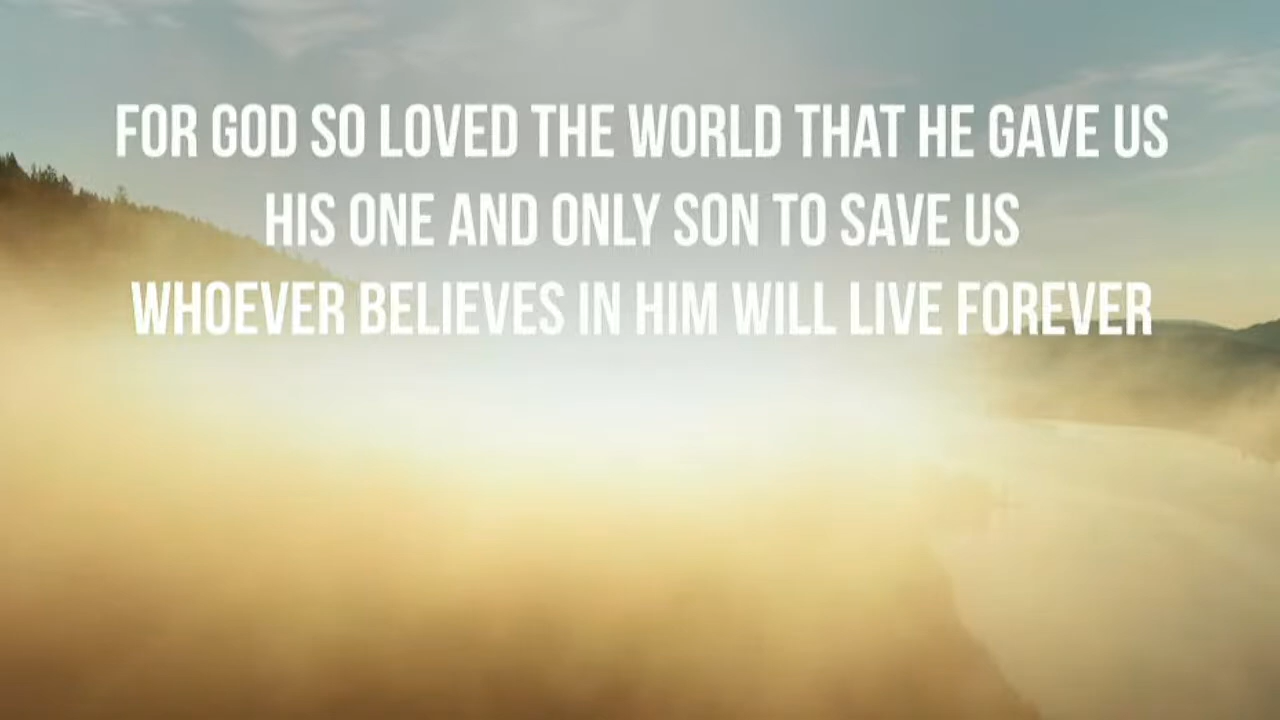 FOR GOD SO LOVED THE WORLD THAT HE GAVE US
HIS ONE AND ONLY SON TO SAVE US
WHOEVER BELIEVES IN HIM WILL LIVE FOREVER